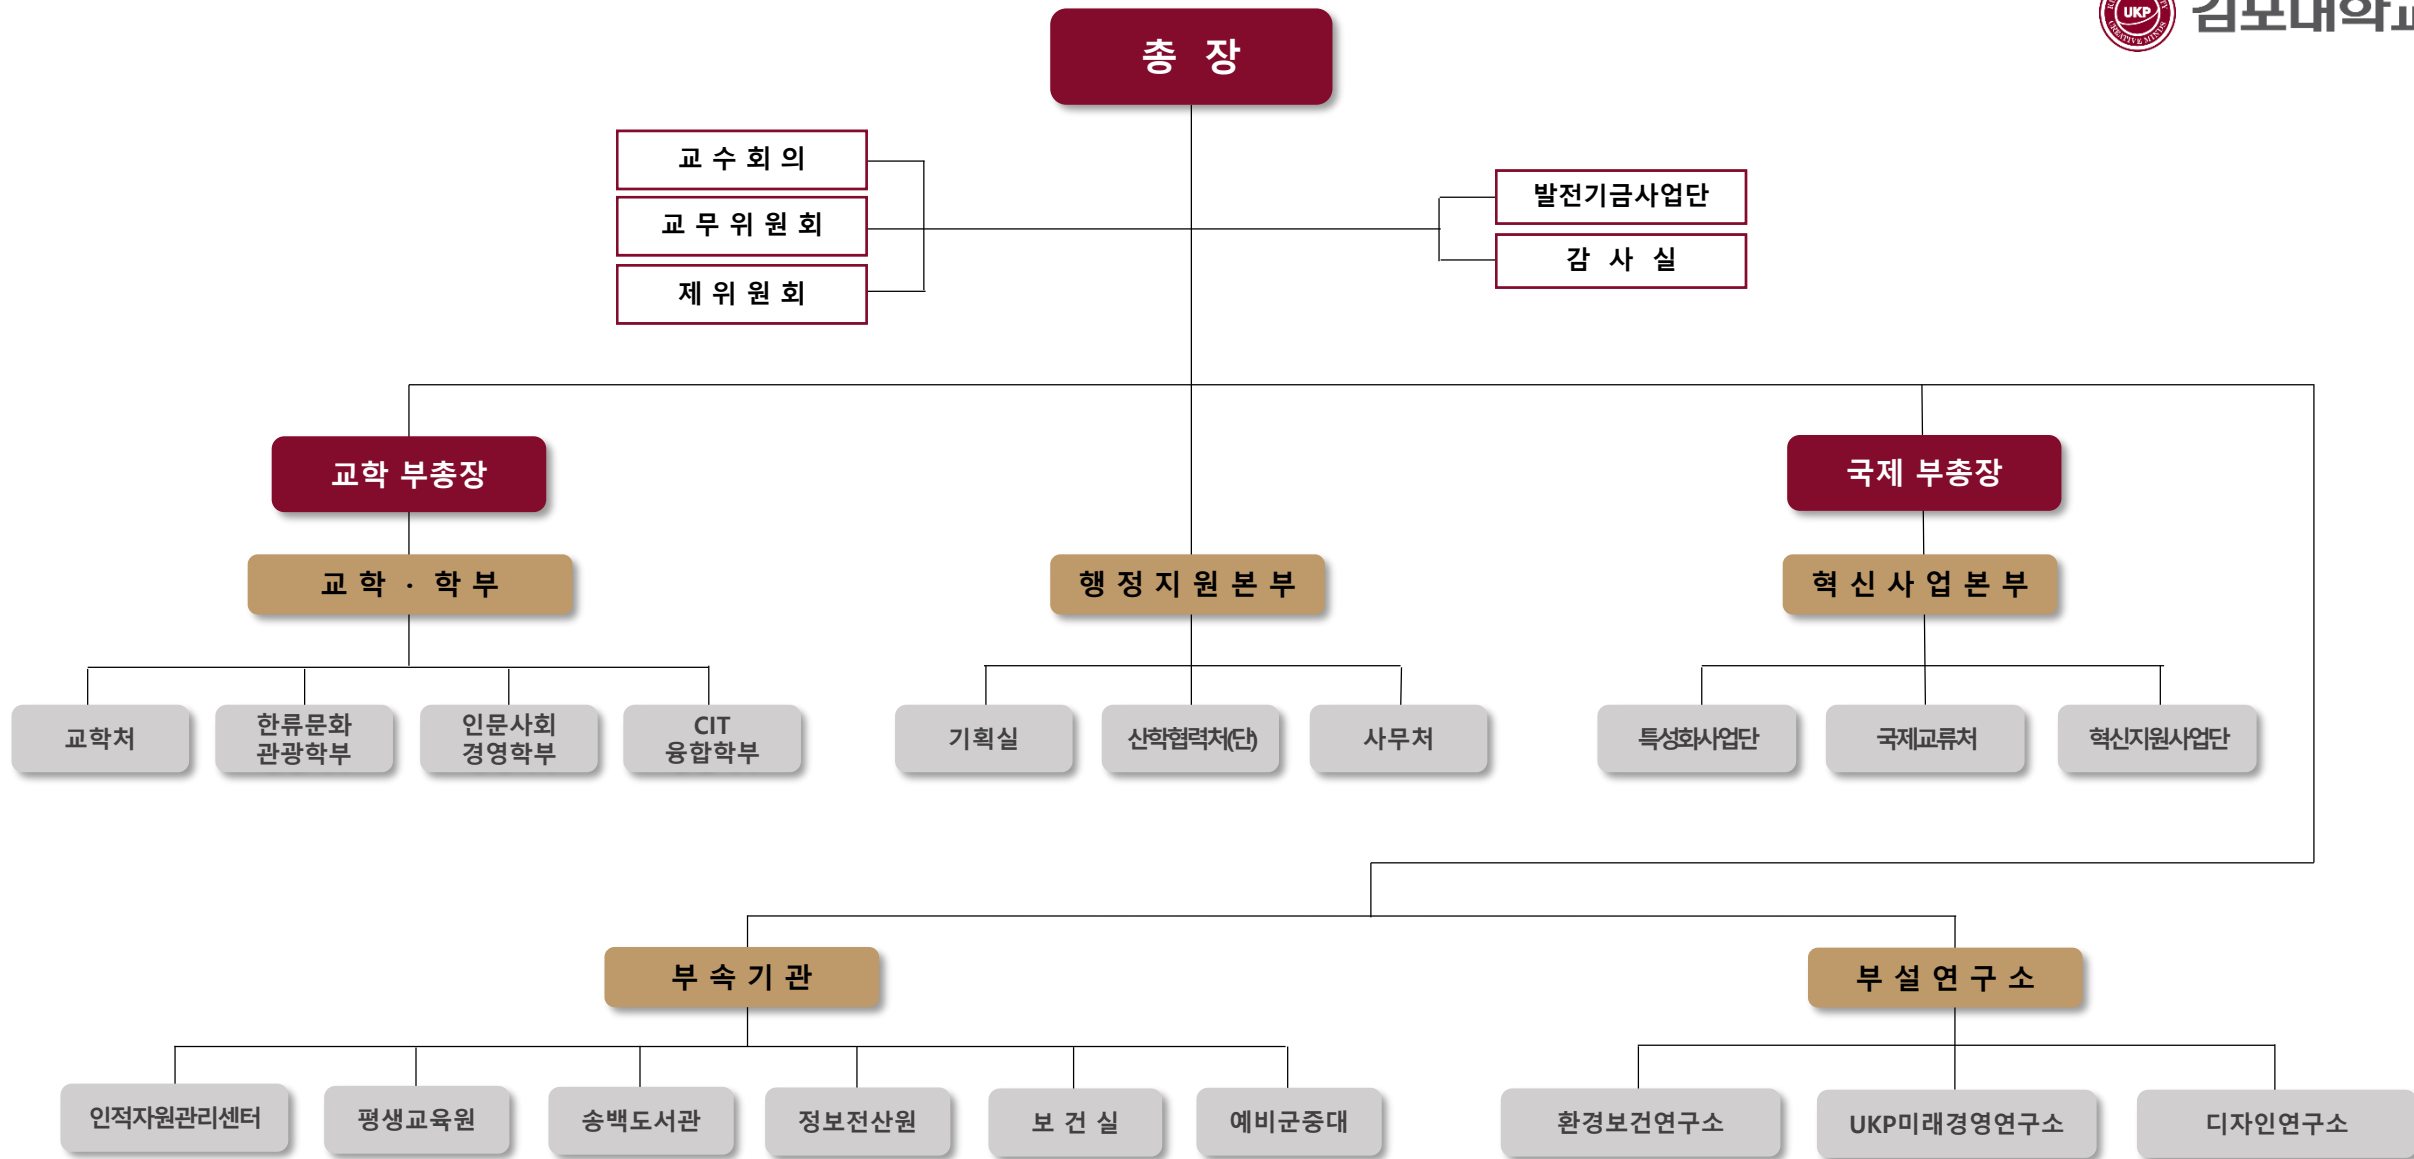 김포대학교
UKP
총 장
교 수 회 의
교 무 위 원 회
제 위 원 회
발전기금사업단
감 사 실
교학 부총장
국제 부총장
교 학 · 학 부
행 정 지 원 본 부
혁 신 사 업 본 부
교학처
한류문화
관광학부
인문사회
경영학부
CIT
융합학부
기획실
산학협력처(단)
사무처
특성화사업단
국제교류처
혁신지원사업단
부 속 기 관
부 설 연 구 소
인적자원관리센터
평생교육원
송백도서관
정보전산원
보 건 실
예비군중대
환경보건연구소
UKP미래경영연구소
디자인연구소